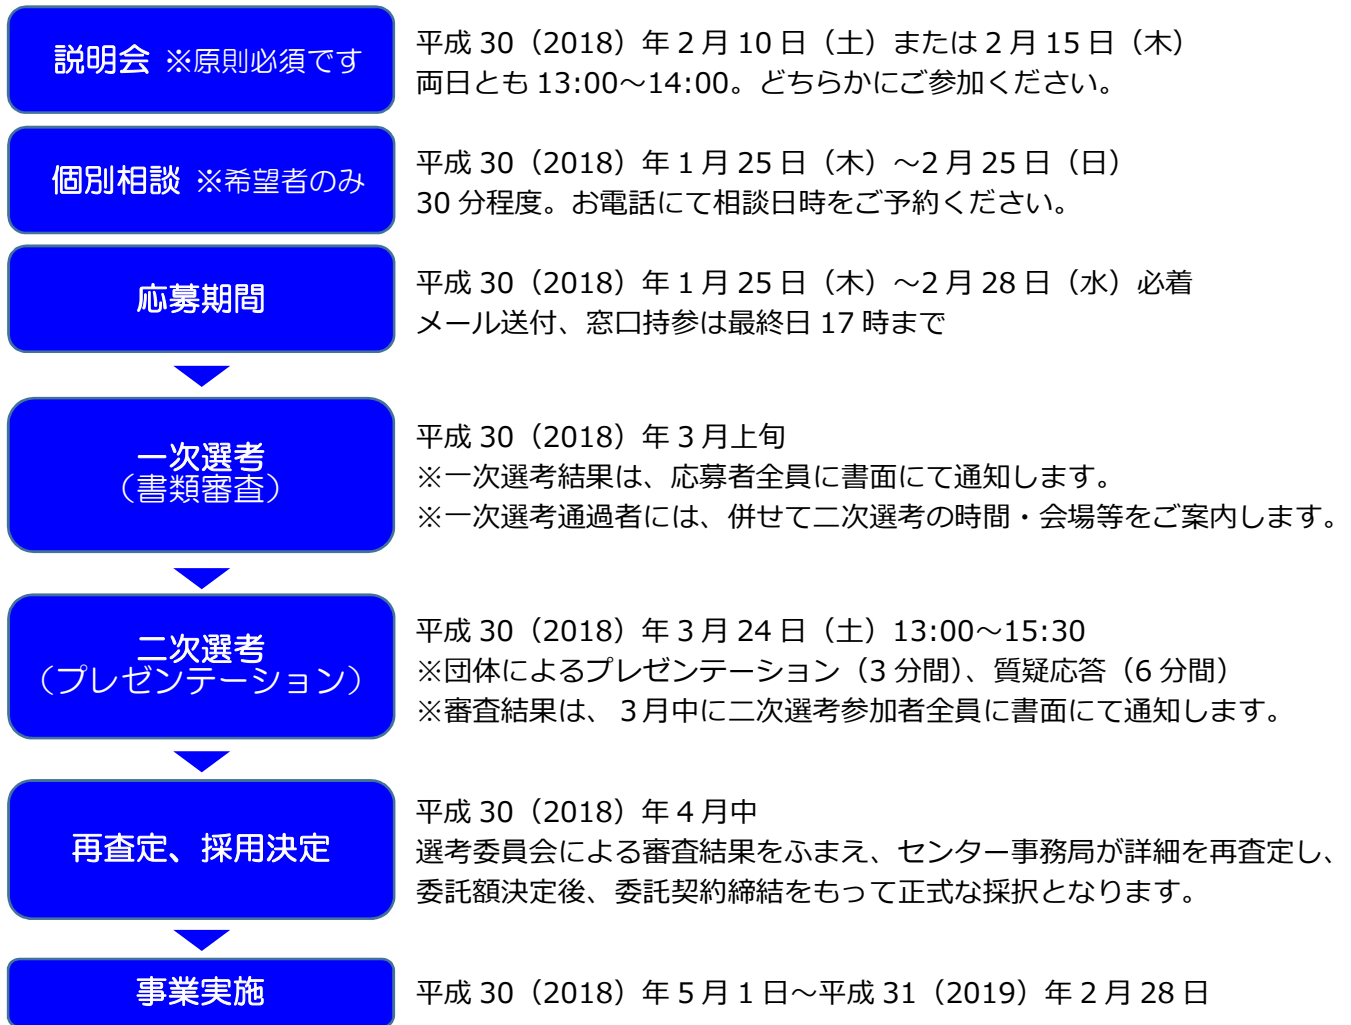 説明会 ※原則必須です
平成 30（2018）年 2 月 10 日（土）または 2 月 15 日（木）
両日とも 13:00～14:00。どちらかにご参加ください。
個別相談 ※希望者のみ
平成 30（2018）年 1 月 25 日（木）～2 月 25 日（日）
30 分程度。お電話にて相談日時をご予約ください。
応募期間
平成 30（2018）年 1 月 25 日（木）～2 月 28 日（水）必着
メール送付、窓口持参は最終日 17 時まで
一次選考
（書類審査）
平成 30（2018）年 3 月上旬
※一次選考結果は、応募者全員に書面にて通知します。
※一次選考通過者には、併せて二次選考の時間・会場等をご案内します。
二次選考
（プレゼンテーション）
平成 30（2018）年 3 月 24 日（土）13:00～15:30
※団体によるプレゼンテーション（3 分間）、質疑応答（6 分間）
※審査結果は、３月中に二次選考参加者全員に書面にて通知します。
再査定、採用決定
平成 30（2018）年 4 月中
選考委員会による審査結果をふまえ、センター事務局が詳細を再査定し、
委託額決定後、委託契約締結をもって正式な採択となります。
事業実施
平成 30（2018）年 5 月 1 日～平成 31（2019）年 2 月 28 日